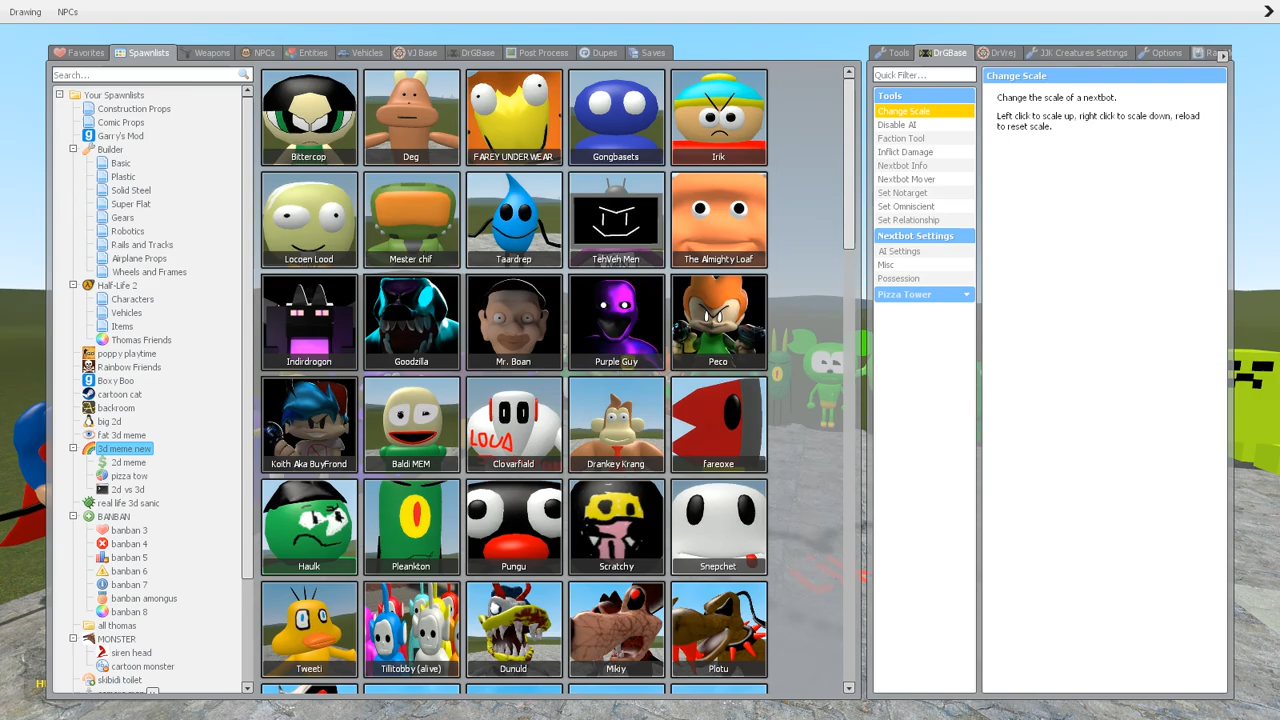 Drawing NPCs
Favorites Spawnlists Weapons NPCs Entities Vehicles VJ Base DrGBase Post Process Dupes Saves
Search...
Your Spawnlists
Construction Props
Comic Props
Garry's Mod
Builder
Basic
Plastic
Solid Steel
Super Flat
Gears
Robotics
Rails and Tracks
Airplane Props
Wheels and Frames
Half-Life 2
Characters
Vehicles
Items
Thomas Friends
poppy playtime
Rainbow Friends
Boxy Boo
cartoon cat
backroom
big 2d
fat 3d meme
3d meme new
2d meme
pizza tow
2d vs 3d
real life 3d sanic
BANBAN
banban 3
banban 4
banban 5
banban 6
banban 7
banban amongus
banban 8
all thomas
MONSTER
siren head
cartoon monster
skibidi toilet
Bittercop Deg FAREY UNDERWEAR Gongbasets Irik
Locoen Lood Mester chif Taardrep TehVeh Men The Almighty Loaf
Indirdrogon Goodzilla Mr. Boan Purple Guy Peco
Koith Aka BuyFrond Baldi MEM Clovarfiald Drankey Krang fareoxe
LOUD
Haulk Pleankton Pungu Scratchy Snepchet
Tweeti Tilitobby (alive) Dunuld Mikiy Plotu
Tools DrGBase DrVrej JJK Creatures Settings Options
Quick Filter...
Tools
Change Scale
Disable AI
Faction Tool
Inflict Damage
Nextbot Info
Nextbot Mover
Set Notarget
Set Omniscient
Set Relationship
Nextbot Settings
AI Settings
Misc
Possession
Pizza Tower
Change Scale
Change the scale of a nextbot.
Left click to scale up, right click to scale down, reload
to reset scale.